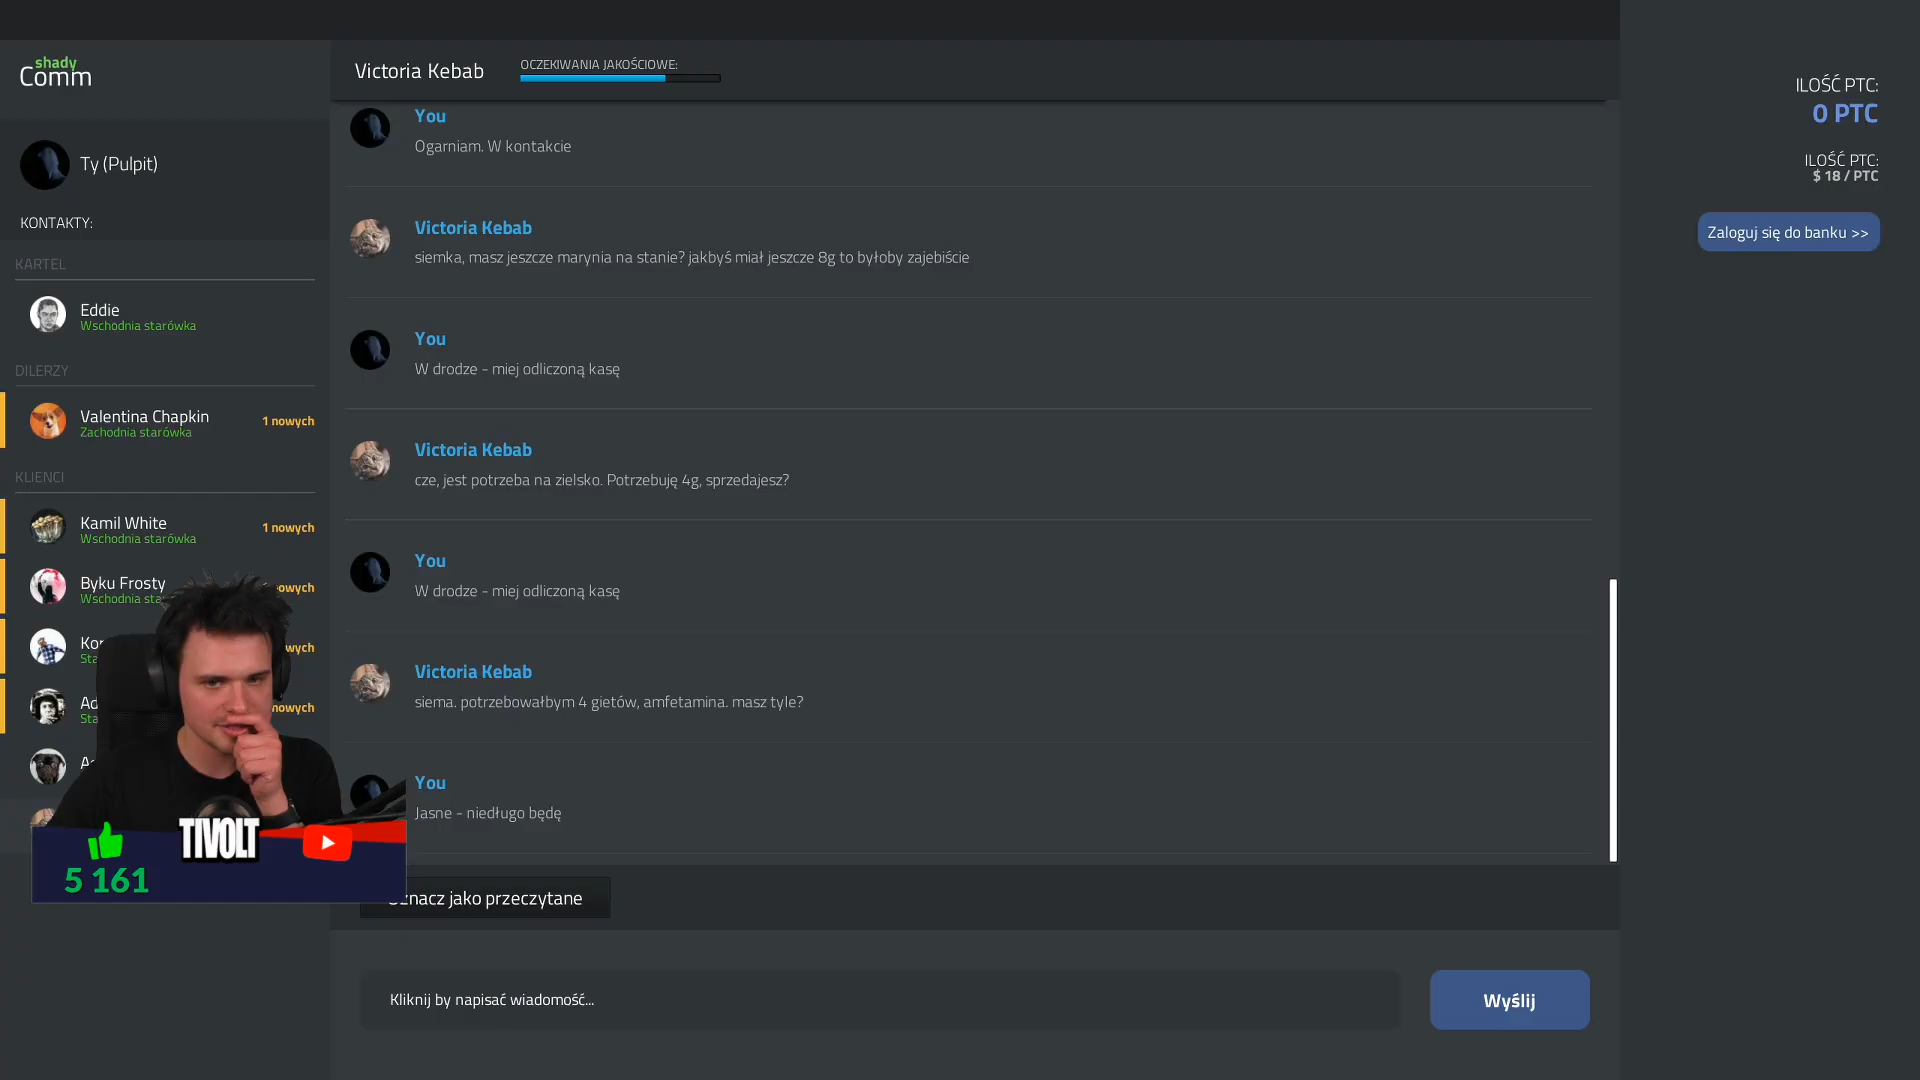 shady
Comm
Ty (Pulpit)
KONTAKTY:
KARTEL
Eddie
Wschodnia starówka
DILERZY
Valentina Chapkin
Zachodnia starówka
1 nowych
KLIENCI
Kamil White
Wschodnia starówka
1 nowych
Byku Frosty
Wschodnia
nowych
nowych
Victoria Kebab
OCZEKIWANIA JAKOŚCIOWE:
You
Ogarniam. W kontakcie
Victoria Kebab
siemka, masz jeszcze marynia na stanie? jakbyś miał jeszcze 8g to byłoby zajebiście
You
W drodze - miej odliczoną kasę
Victoria Kebab
cze, jest potrzeba na zielsko. Potrzebuję 4g, sprzedajesz?
You
W drodze - miej odliczoną kasę
Victoria Kebab
siema. potrzebowałbym 4 gietów, amfetamina. masz tyle?
You
Jasne - niedługo będę
Oznacz jako przeczytane
Kliknij by napisać wiadomość...
Wyślij
ILOŚĆ PTC:
0 PTC
ILOŚĆ PTC:
$ 18 / PTC
Zaloguj się do banku >>
TIVOLT
5 161